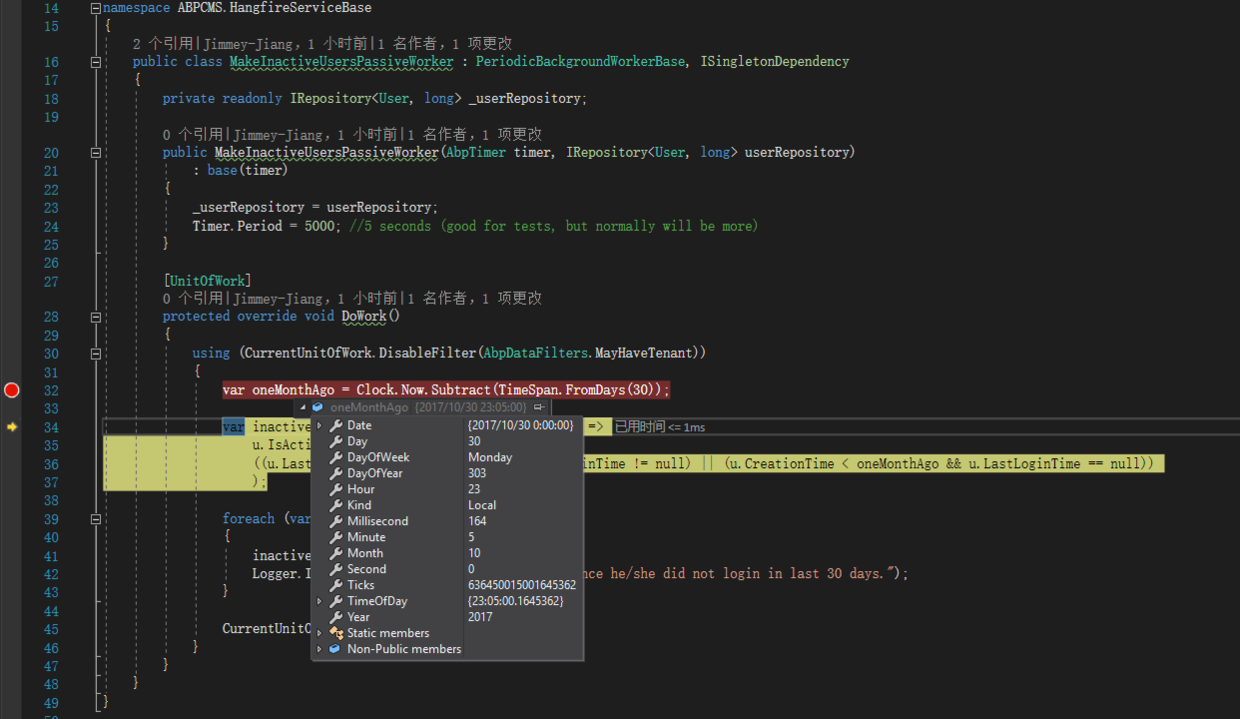 14 namespace ABPCMS.HangfireServiceBase
15 {
2 个引用|Jimmey-Jiang, 1 小时前|1 名作者, 1 项更改
16 public class MakeInactiveUsersPassiveWorker : PeriodicBackgroundWorkerBase, ISingletonDependency
17 {
18 private readonly IRepository<User, long> _userRepository;
19
0 个引用|Jimmey-Jiang, 1 小时前|1 名作者, 1 项更改
20 public MakeInactiveUsersPassiveWorker(AbpTimer timer, IRepository<User, long> userRepository)
21 : base(timer)
22 {
23 _userRepository = userRepository;
24 Timer.Period = 5000; //5 seconds (good for tests, but normally will be more)
25 }
26
27 [UnitOfWork]
0 个引用|Jimmey-Jiang, 1 小时前|1 名作者, 1 项更改
28 protected override void DoWork()
29 {
30 using (CurrentUnitOfWork.DisableFilter(AbpDataFilters.MayHaveTenant))
31 {
32 var oneMonthAgo = Clock.Now.Subtract(TimeSpan.FromDays(30));
33 oneMonthAgo {2017/10/30 23:05:00}
34 var inactive => 已用时间 <= 1ms
35 u.IsActi
36 ((u.Last inTime != null) || (u.CreationTime < oneMonthAgo && u.LastLoginTime == null))
37 );
38
39 foreach (var
40 {
41 inactive
42 Logger.I nce he/she did not login in last 30 days.");
43 }
44
45 CurrentUnitO
46 }
47 }
48 }
49 }
Date {2017/10/30 0:00:00}
Day 30
DayOfWeek Monday
DayOfYear 303
Hour 23
Kind Local
Millisecond 164
Minute 5
Month 10
Second 0
Ticks 636450015001645362
TimeOfDay {23:05:00.1645362}
Year 2017
Static members
Non-Public members